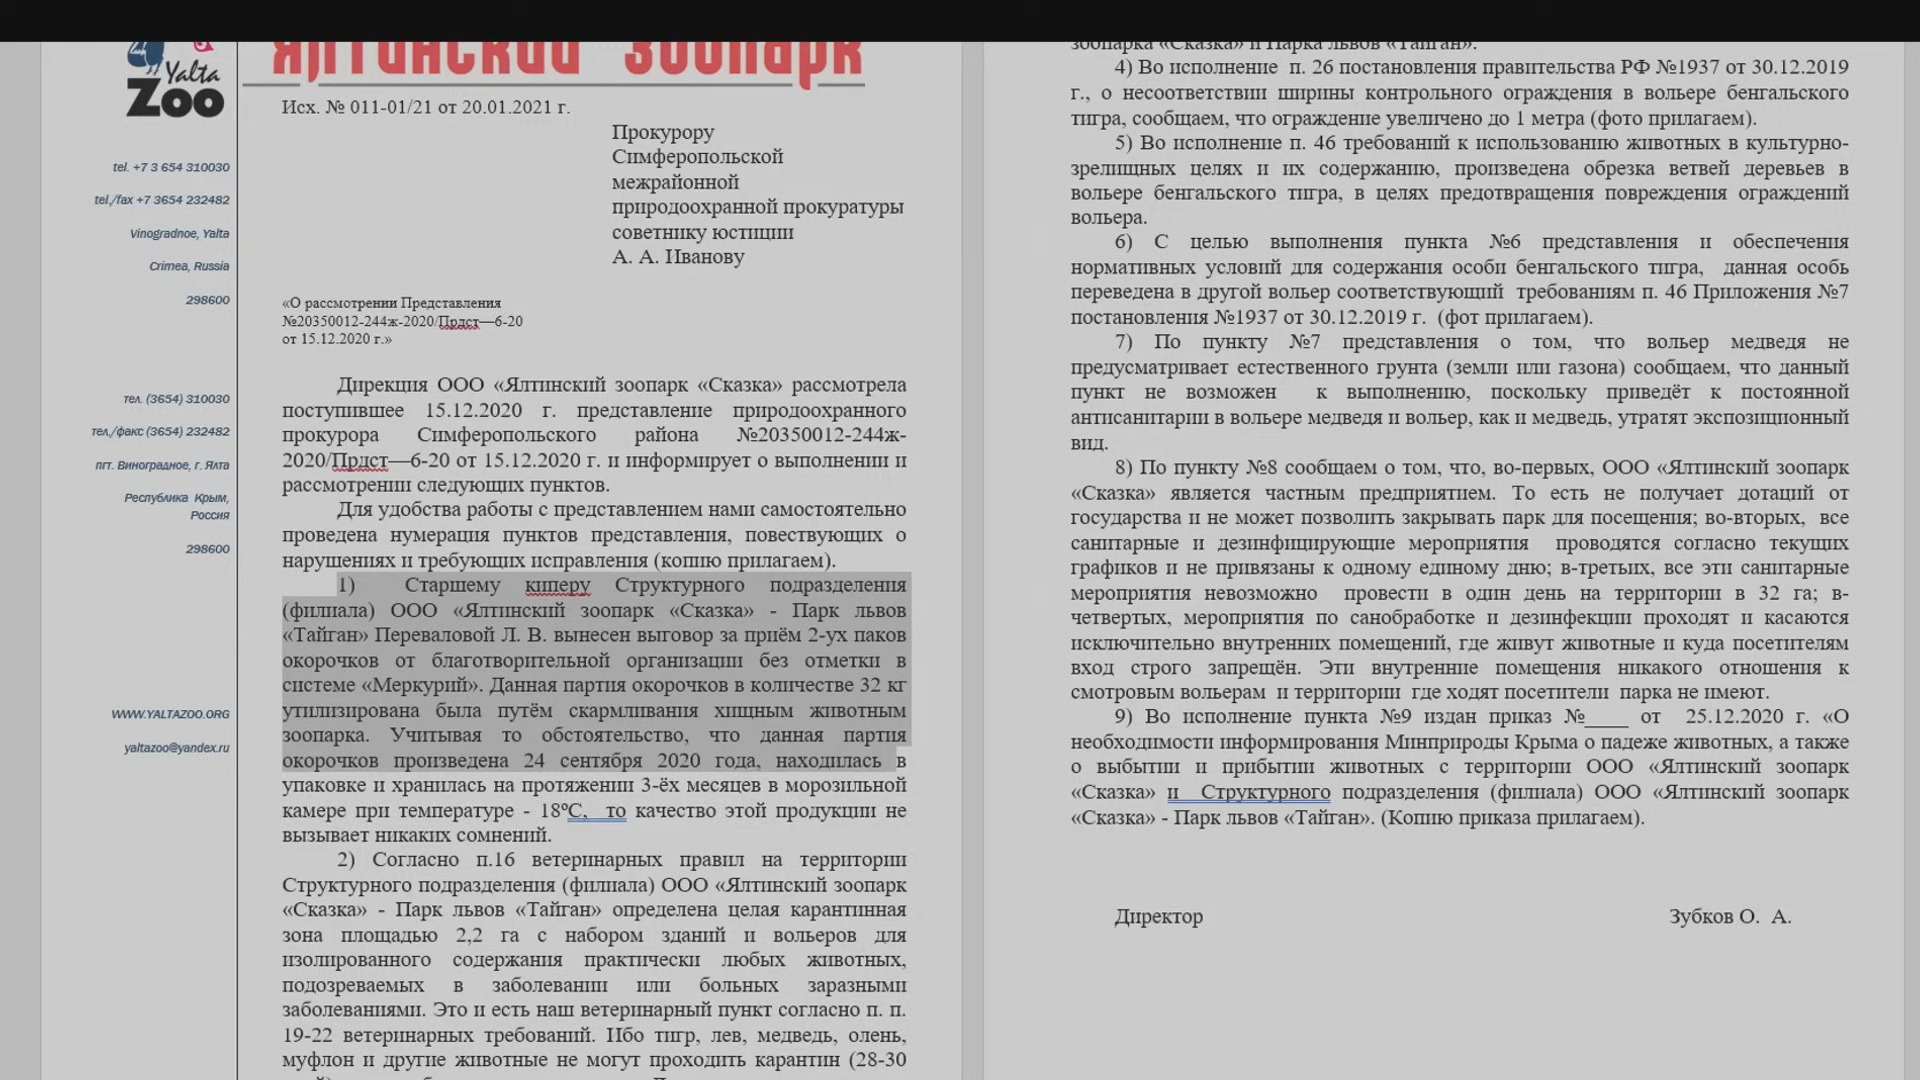 Yalta
Zoo
Ялтинский зоопарк
tel. +7 3 654 310030
tel./fax +7 3654 232482
Vinogradnoe, Yalta
Crimea, Russia
298600
тел. (3654) 310030
тел./факс (3654) 232482
пгт. Виноградное, г. Ялта
Республика Крым,
Россия
298600
WWW.YALTAZOO.ORG
yaltazoo@yandex.ru
Исх. № 011-01/21 от 20.01.2021 г.
Прокурору
Симферопольской
межрайонной
природоохранной прокуратуры
советнику юстиции
А. А. Иванову
«О рассмотрении Представления
№20350012-244ж-2020/Прдст—6-20
от 15.12.2020 г.»
Дирекция ООО «Ялтинский зоопарк «Сказка» рассмотрела
поступившее 15.12.2020 г. представление природоохранного
прокурора Симферопольского района №20350012-244ж-
2020/Прдст—6-20 от 15.12.2020 г. и информирует о выполнении и
рассмотрении следующих пунктов.
Для удобства работы с представлением нами самостоятельно
проведена нумерация пунктов представления, повествующих о
нарушениях и требующих исправления (копию прилагаем).
1) Старшему киперу Структурного подразделения
(филиала) ООО «Ялтинский зоопарк «Сказка» - Парк львов
«Тайган» Переваловой Л. В. вынесен выговор за приём 2-ух паков
окорочков от благотворительной организации без отметки в
системе «Меркурий». Данная партия окорочков в количестве 32 кг
утилизирована была путём скармливания хищным животным
зоопарка. Учитывая то обстоятельство, что данная партия
окорочков произведена 24 сентября 2020 года, находилась в
упаковке и хранилась на протяжении 3-ёх месяцев в морозильной
камере при температуре - 18ºС, то качество этой продукции не
вызывает никаких сомнений.
2) Согласно п.16 ветеринарных правил на территории
Структурного подразделения (филиала) ООО «Ялтинский зоопарк
«Сказка» - Парк львов «Тайган» определена целая карантинная
зона площадью 2,2 га с набором зданий и вольеров для
изолированного содержания практически любых животных,
подозреваемых в заболевании или больных заразными
заболеваниями. Это и есть наш ветеринарный пункт согласно п. п.
19-22 ветеринарных требований. Ибо тигр, лев, медведь, олень,
муфлон и другие животные не могут проходить карантин (28-30
зоопарка «Сказка» и Парка львов «Тайган».
4) Во исполнение п. 26 постановления правительства РФ №1937 от 30.12.2019
г., о несоответствии ширины контрольного ограждения в вольере бенгальского
тигра, сообщаем, что ограждение увеличено до 1 метра (фото прилагаем).
5) Во исполнение п. 46 требований к использованию животных в культурно-
зрелищных целях и их содержанию, произведена обрезка ветвей деревьев в
вольере бенгальского тигра, в целях предотвращения повреждения ограждений
вольера.
6) С целью выполнения пункта №6 представления и обеспечения
нормативных условий для содержания особи бенгальского тигра, данная особь
переведена в другой вольер соответствующий требованиям п. 46 Приложения №7
постановления №1937 от 30.12.2019 г. (фот прилагаем).
7) По пункту №7 представления о том, что вольер медведя не
предусматривает естественного грунта (земли или газона) сообщаем, что данный
пункт не возможен к выполнению, поскольку приведёт к постоянной
антисанитарии в вольере медведя и вольер, как и медведь, утратят экспозиционный
вид.
8) По пункту №8 сообщаем о том, что, во-первых, ООО «Ялтинский зоопарк
«Сказка» является частным предприятием. То есть не получает дотаций от
государства и не может позволить закрывать парк для посещения; во-вторых, все
санитарные и дезинфицирующие мероприятия проводятся согласно текущих
графиков и не привязаны к одному единому дню; в-третьих, все эти санитарные
мероприятия невозможно провести в один день на территории в 32 га; в-
четвертых, мероприятия по санобработке и дезинфекции проходят и касаются
исключительно внутренних помещений, где живут животные и куда посетителям
вход строго запрещён. Эти внутренние помещения никакого отношения к
смотровым вольерам и территории где ходят посетители парка не имеют.
9) Во исполнение пункта №9 издан приказ №____ от 25.12.2020 г. «О
необходимости информирования Минприроды Крыма о падеже животных, а также
о выбытии и прибытии животных с территории ООО «Ялтинский зоопарк
«Сказка» и Структурного подразделения (филиала) ООО «Ялтинский зоопарк
«Сказка» - Парк львов «Тайган». (Копию приказа прилагаем).
Директор Зубков О. А.